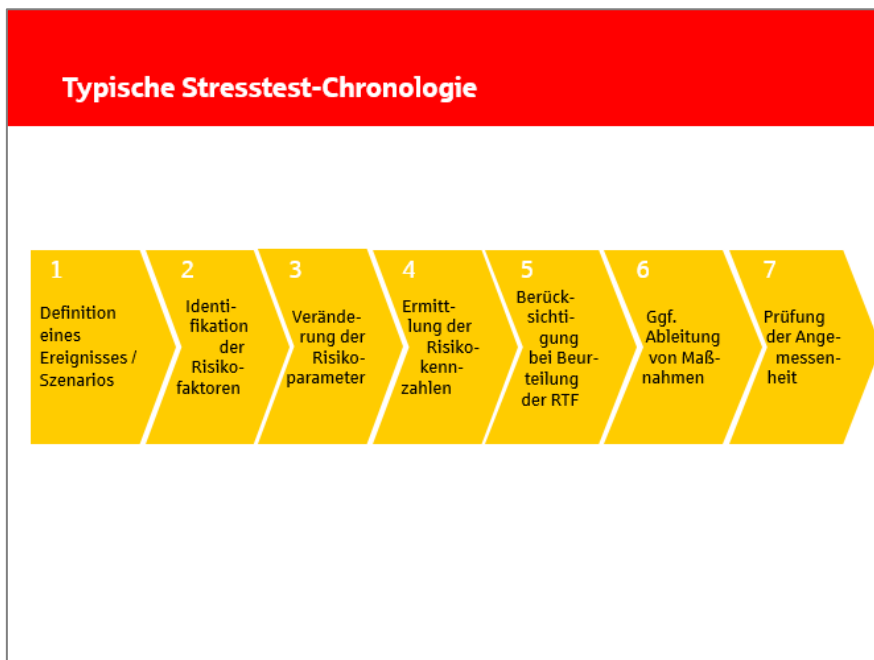 Typische Stresstest-Chronologie
1
Definition
eines
Ereignisses /
Szenarios
2
Identi-
fikation
der
Risiko-
faktoren
3
Verände-
rung der
Risiko-
parameter
4
Ermitt-
lung der
Risiko-
kenn-
zahlen
5
Berück-
sichti-
gung
bei Beur-
teilung
der RTF
6
Ggf.
Ableitung
von Maß-
nahmen
7
Prüfung
der Ange-
messen-
heit